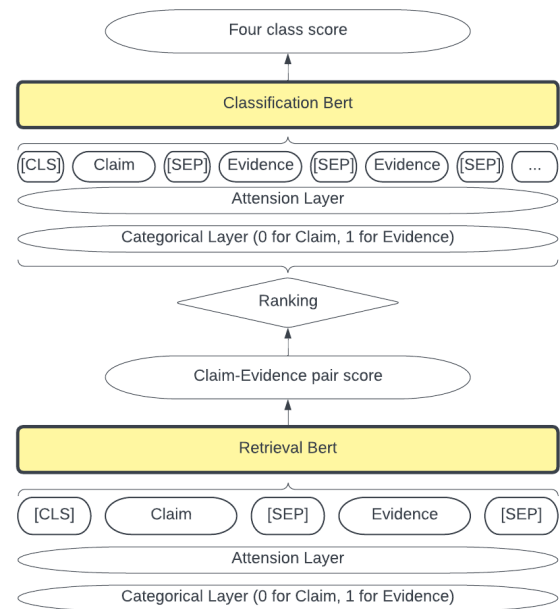 Four class score
Classification Bert
[CLS] Claim [SEP] Evidence [SEP] Evidence [SEP] ...
Attension Layer
Categorical Layer (0 for Claim, 1 for Evidence)
Ranking
Claim-Evidence pair score
Retrieval Bert
[CLS] Claim [SEP] Evidence [SEP]
Attension Layer
Categorical Layer (0 for Claim, 1 for Evidence)